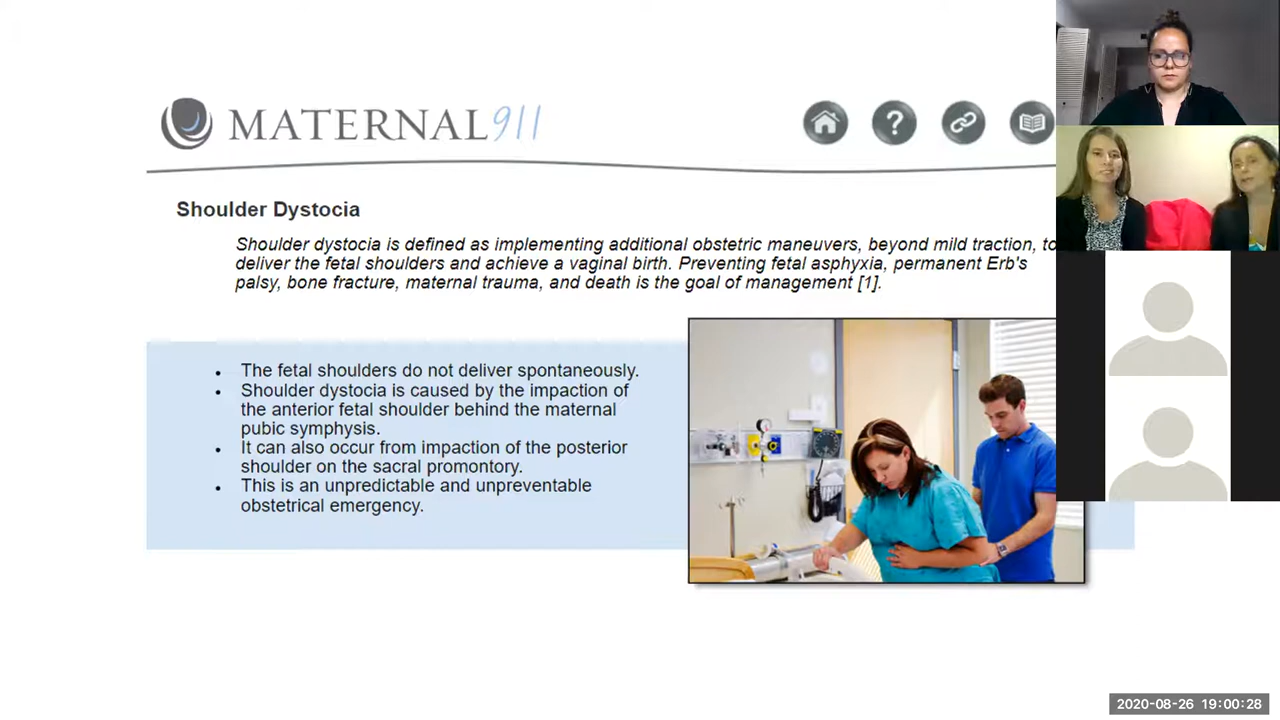 MATERNAL911
?
Shoulder Dystocia
Shoulder dystocia is defined as implementing additional obstetric maneuvers, beyond mild traction, to
deliver the fetal shoulders and achieve a vaginal birth. Preventing fetal asphyxia, permanent Erb's
palsy, bone fracture, maternal trauma, and death is the goal of management [1].
• The fetal shoulders do not deliver spontaneously.
• Shoulder dystocia is caused by the impaction of
the anterior fetal shoulder behind the maternal
pubic symphysis.
• It can also occur from impaction of the posterior
shoulder on the sacral promontory.
• This is an unpredictable and unpreventable
obstetrical emergency.
2020-08-26 19:00:28